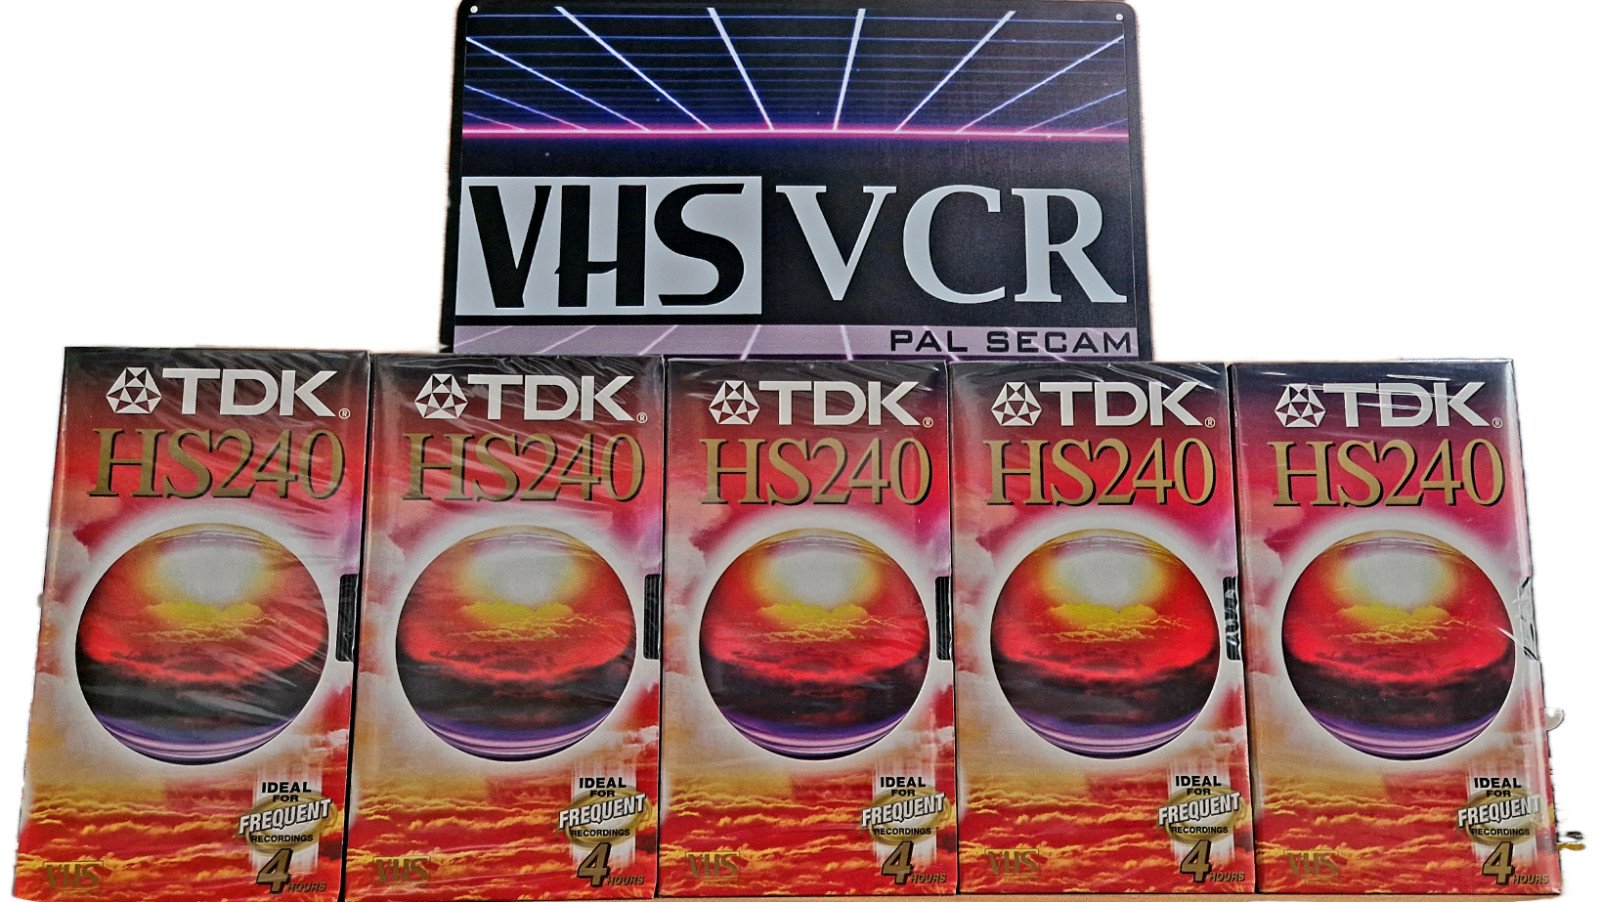 VHS VCR
PAL SECAM
TDK®
HS240
IDEAL
FOR
FREQUENT
RECORDINGS
4 HOURS
VHS
TDK®
HS240
IDEAL
FOR
FREQUENT
RECORDINGS
4 HOURS
VHS
TDK®
HS240
IDEAL
FOR
FREQUENT
RECORDINGS
4 HOURS
VHS
TDK®
HS240
IDEAL
FOR
FREQUENT
RECORDINGS
4 HOURS
VHS
TDK®
HS240
IDEAL
FOR
FREQUENT
RECORDINGS
4 HOURS
VHS